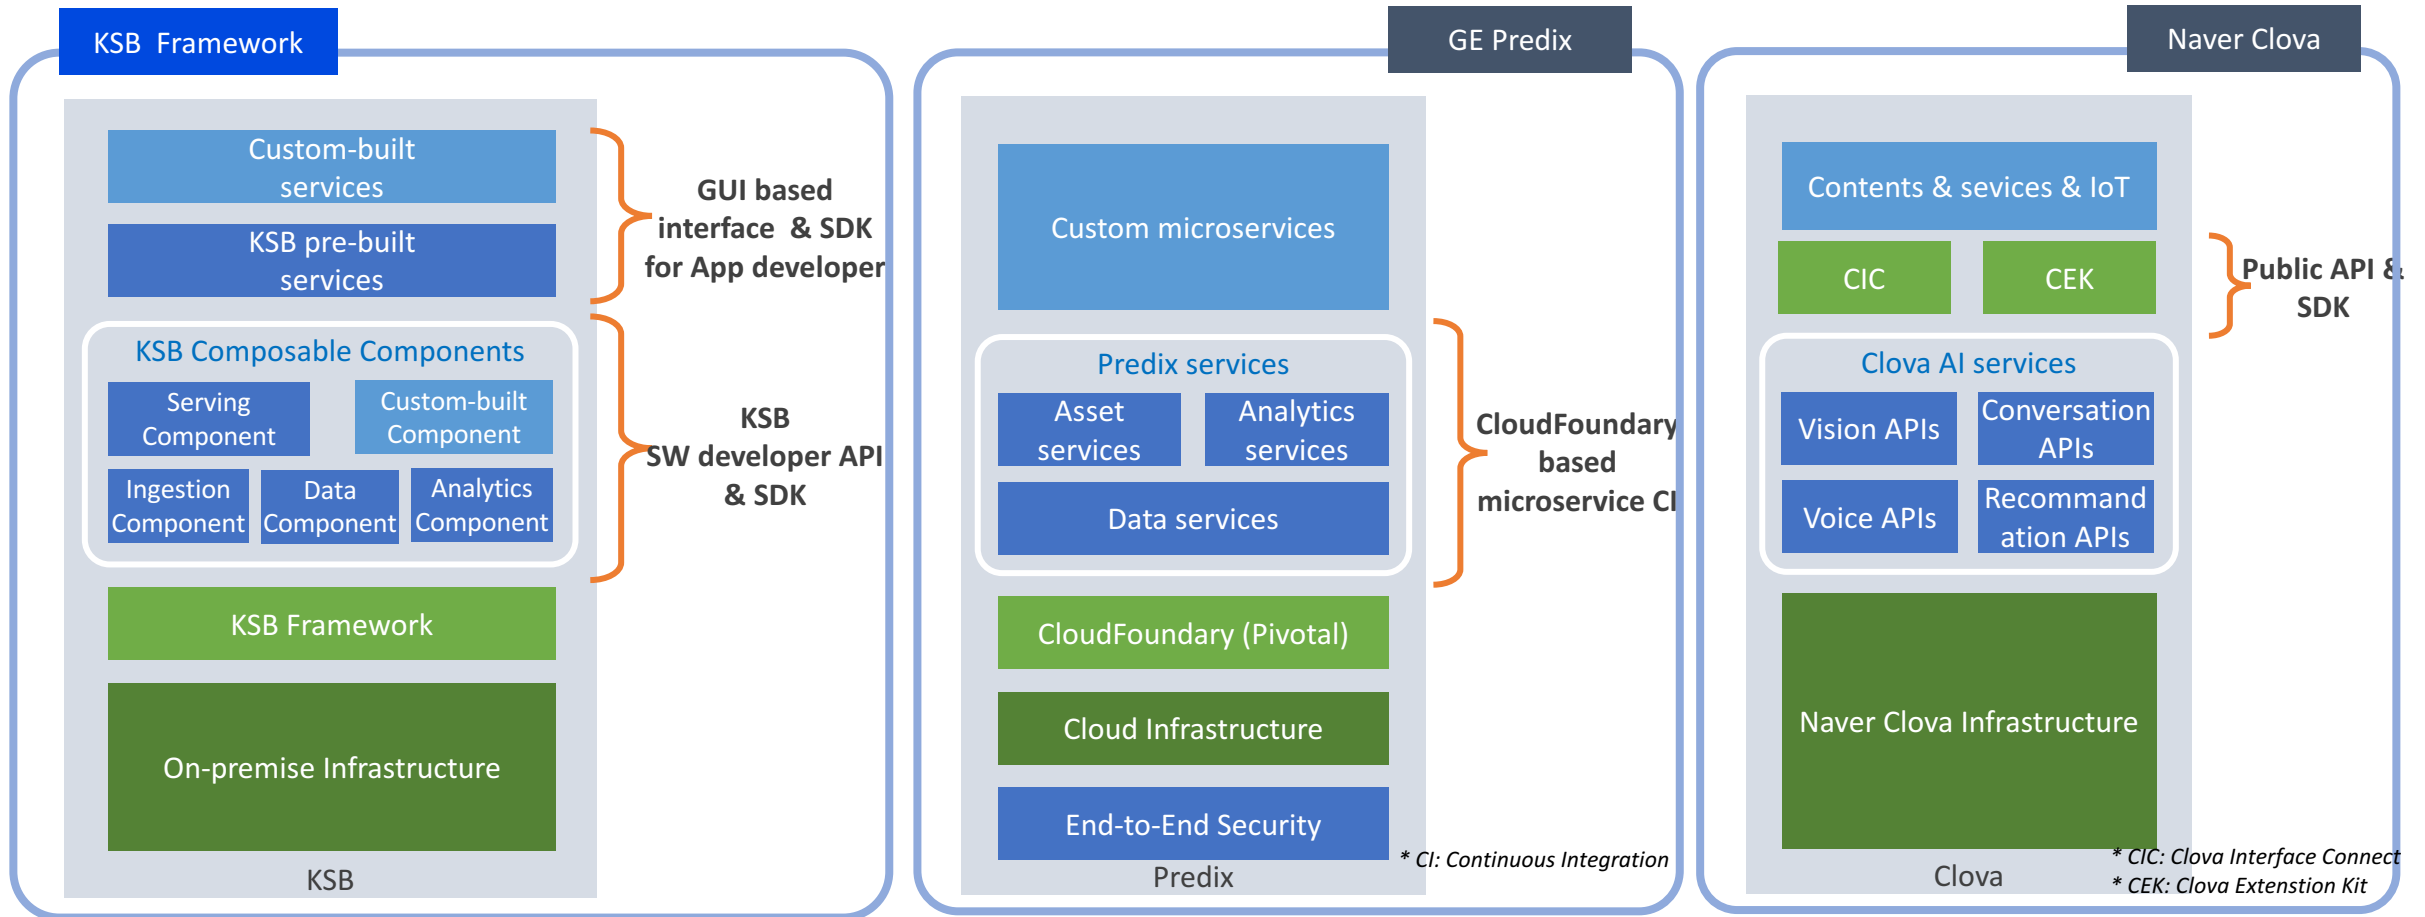 KSB Framework
Custom-built
services
KSB pre-built
services
GUI based
interface & SDK
for App developer
KSB Composable Components
Serving
Component
Custom-built
Component
Ingestion
Component
Data
Component
Analytics
Component
KSB
SW developer API
& SDK
KSB Framework
On-premise Infrastructure
KSB
GE Predix
Custom microservices
Predix services
Asset
services
Analytics
services
Data services
CloudFoundary
based
microservice CI
CloudFoundary (Pivotal)
Cloud Infrastructure
End-to-End Security
* CI: Continuous Integration
Predix
Naver Clova
Contents & sevices & IoT
CIC
CEK
Public API &
SDK
Clova AI services
Vision APIs
Conversation
APIs
Voice APIs
Recommand
ation APIs
Naver Clova Infrastructure
Clova
* CIC: Clova Interface Connect
* CEK: Clova Extenstion Kit